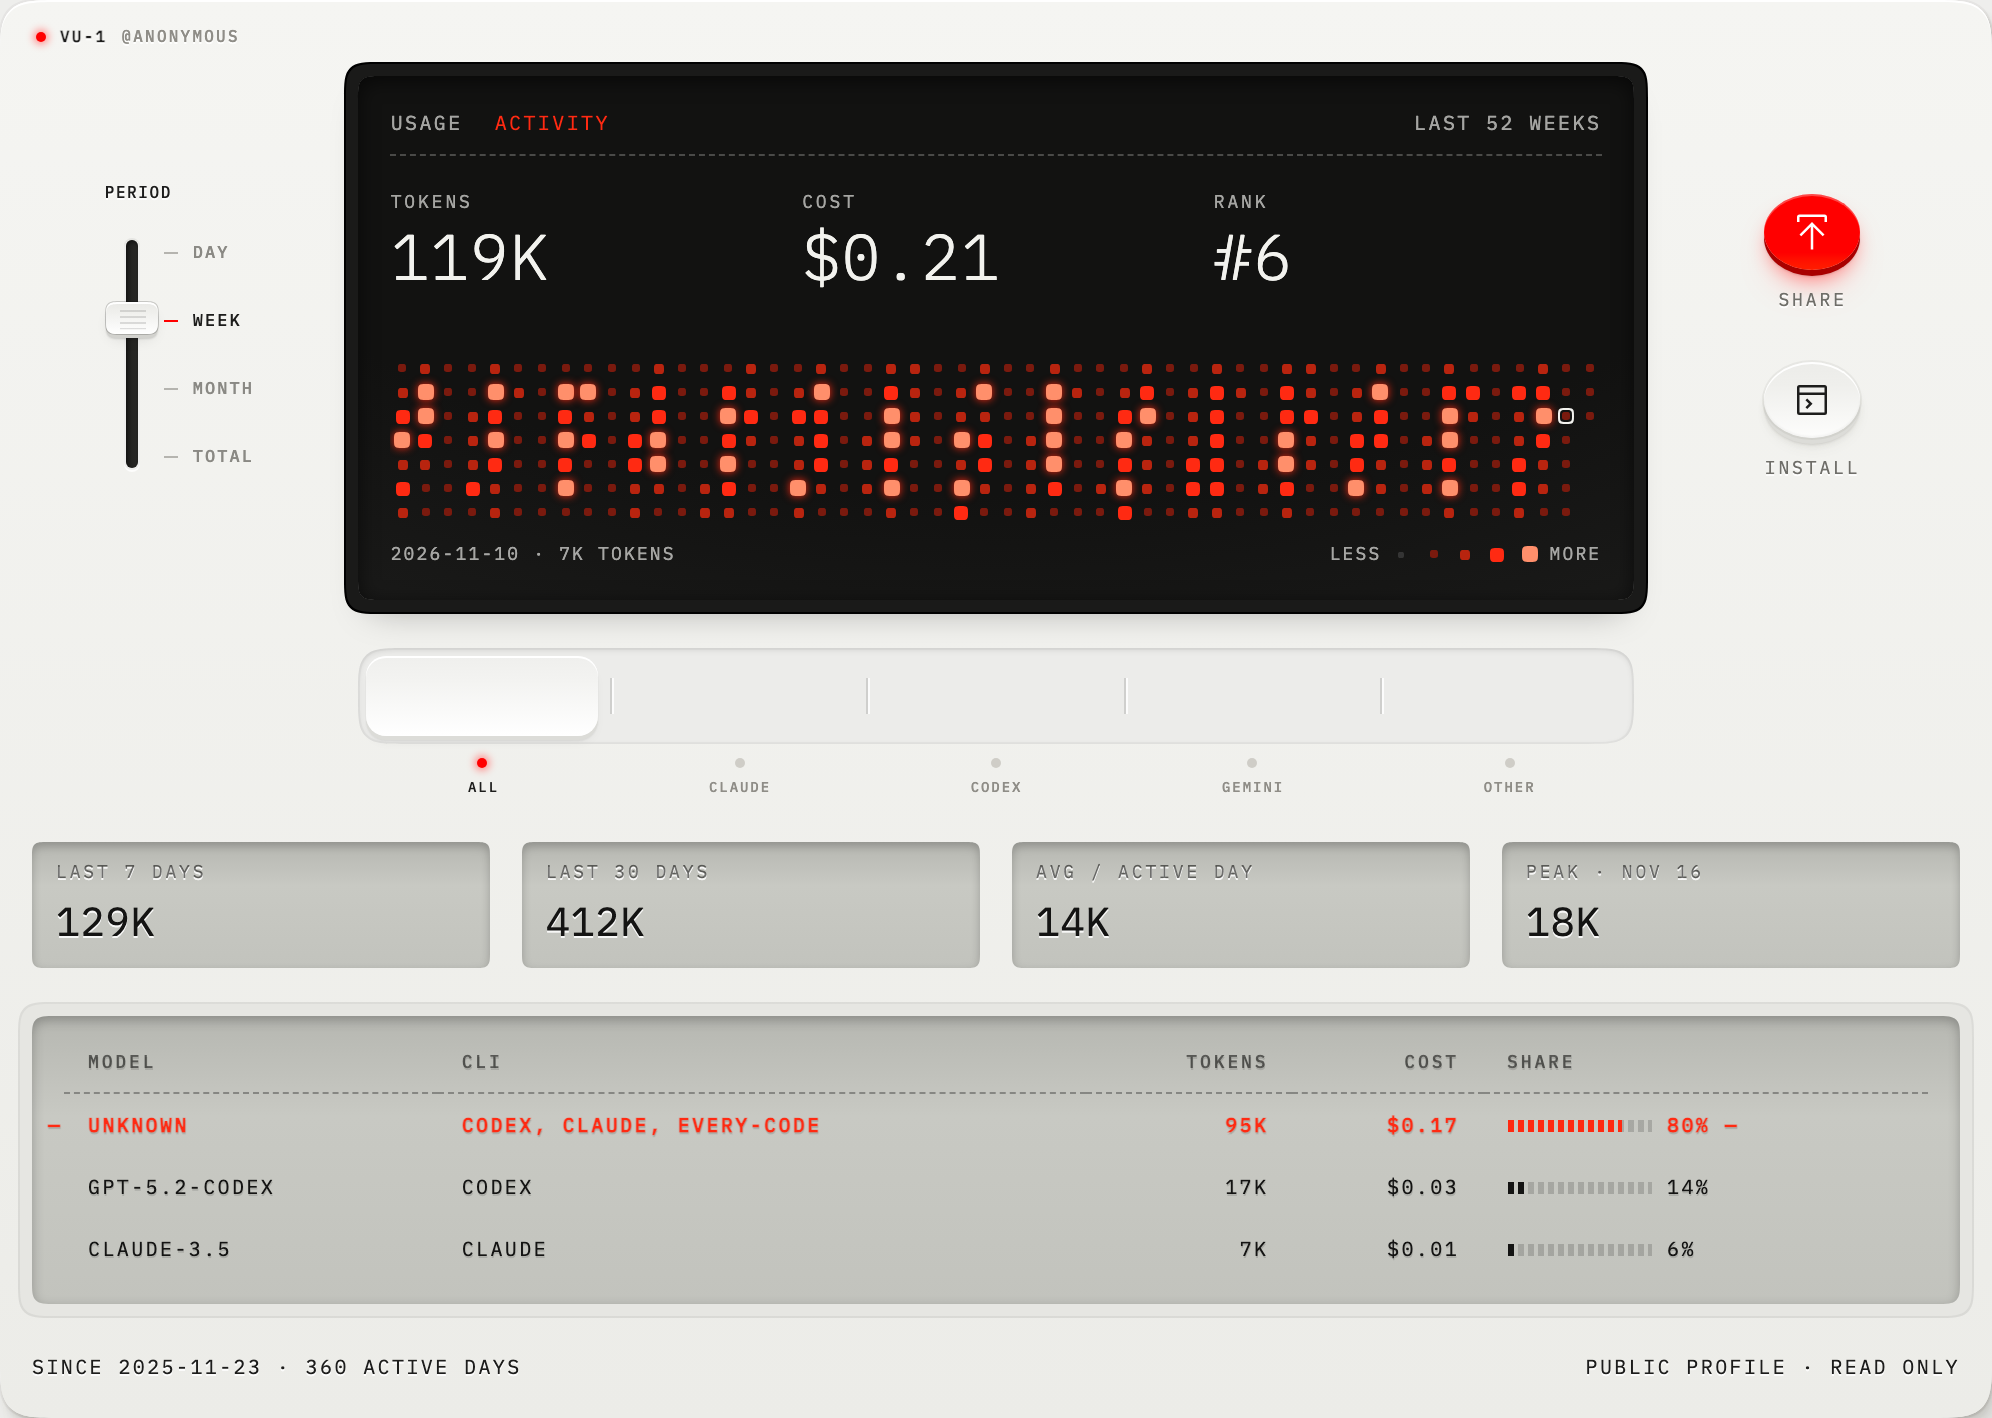 VU-1 @ANONYMOUS
USAGE ACTIVITY LAST 52 WEEKS
PERIOD
DAY
WEEK
MONTH
TOTAL
TOKENS COST RANK
119K $0.21 #6
SHARE
INSTALL
2026-11-10 · 7K TOKENS LESS MORE
ALL CLAUDE CODEX GEMINI OTHER
LAST 7 DAYS LAST 30 DAYS AVG / ACTIVE DAY PEAK · NOV 16
129K 412K 14K 18K
MODEL CLI TOKENS COST SHARE
— UNKNOWN CODEX, CLAUDE, EVERY-CODE 95K $0.17 80% —
GPT-5.2-CODEX CODEX 17K $0.03 14%
CLAUDE-3.5 CLAUDE 7K $0.01 6%
SINCE 2025-11-23 · 360 ACTIVE DAYS PUBLIC PROFILE · READ ONLY